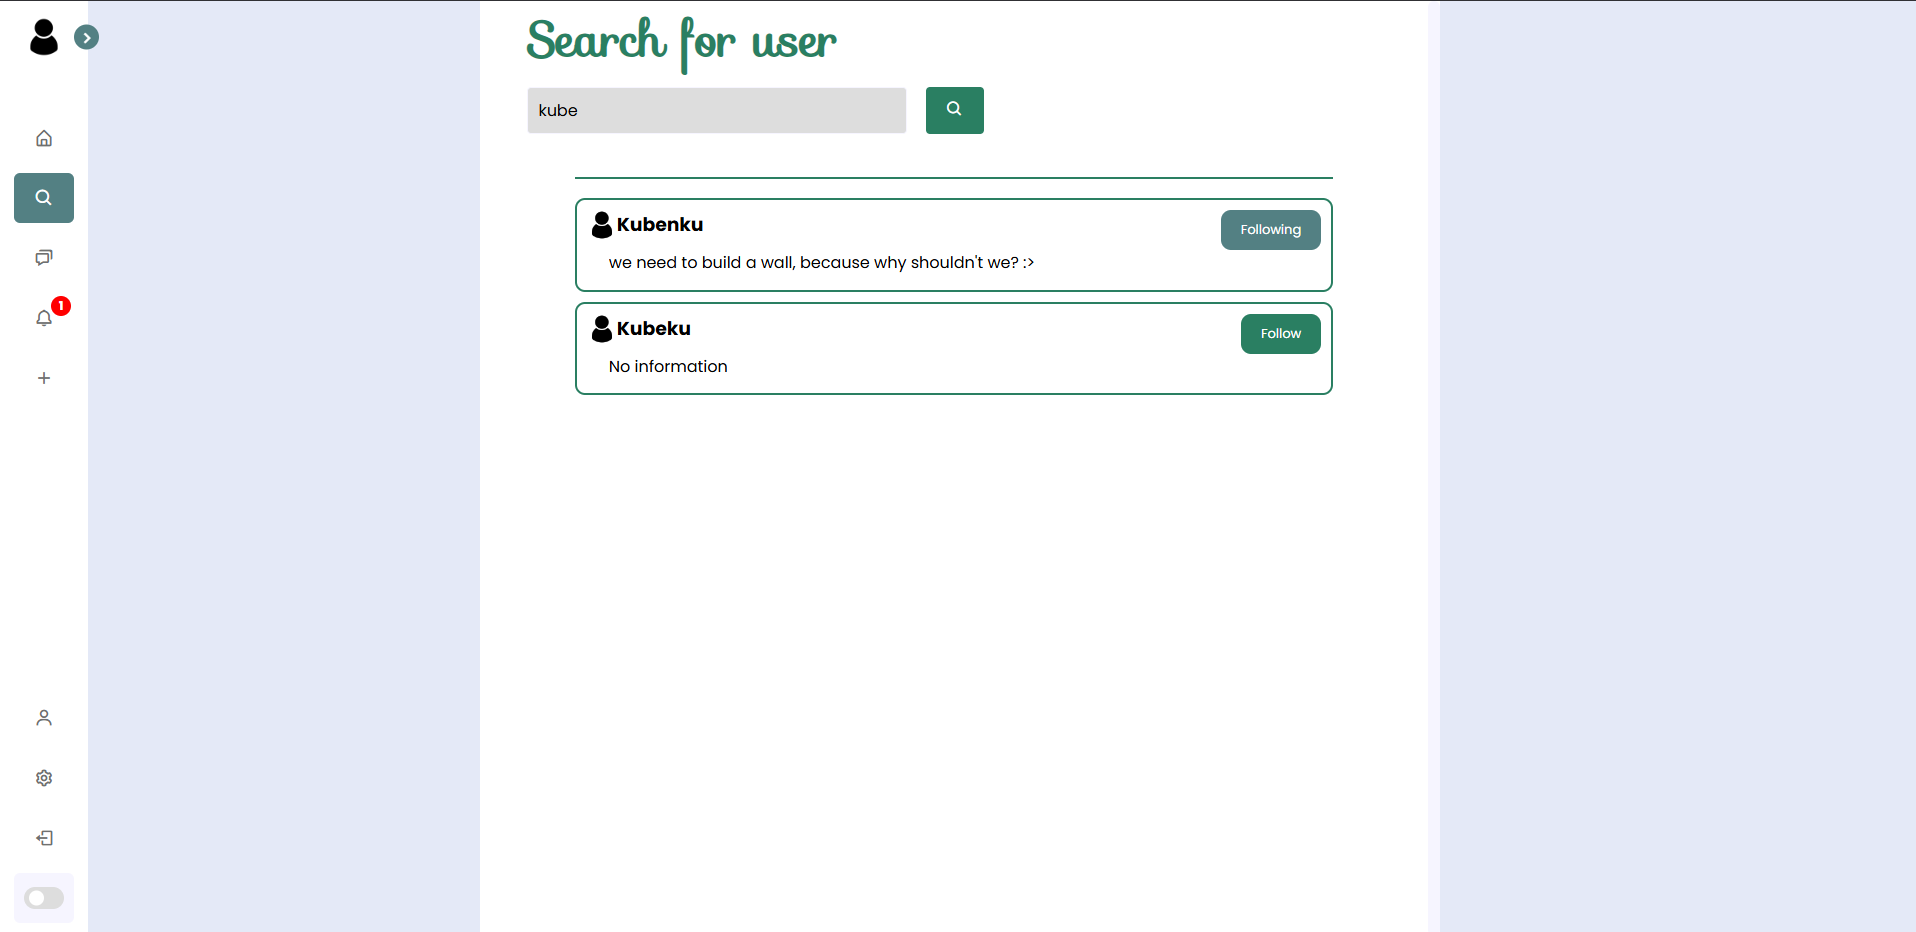 Search for user
kube
Kubenku
Following
we need to build a wall, because why shouldn't we? :>
1
Kubeku
Follow
No information